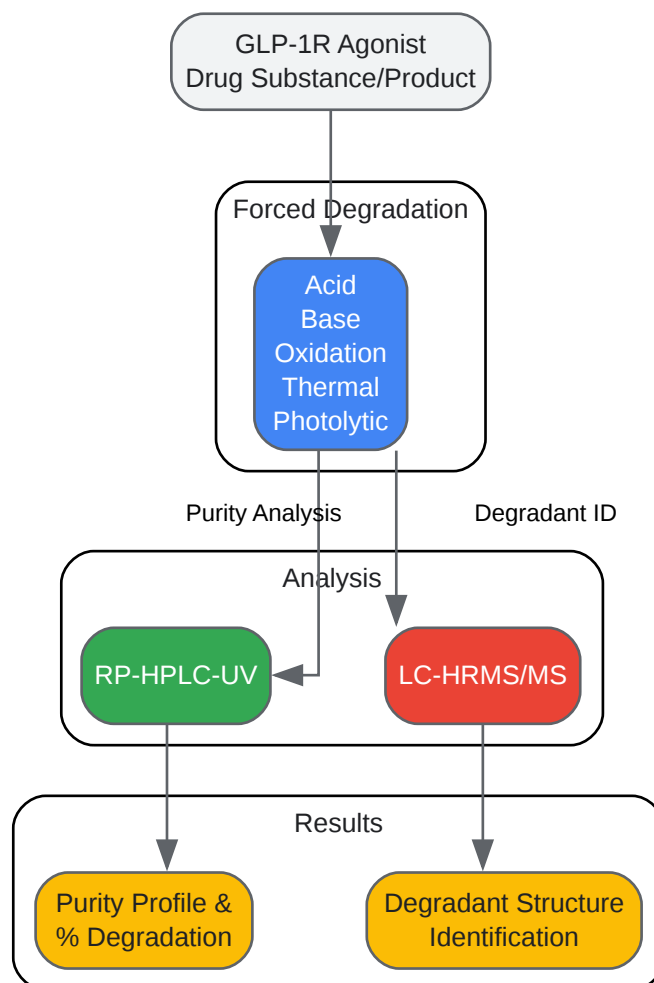 GLP-1R Agonist
Drug Substance/Product
Forced Degradation
Acid
Base
Oxidation
Thermal
Photolytic
Purity Analysis
Degradant ID
Analysis
RP-HPLC-UV
LC-HRMS/MS
Results
Purity Profile &
% Degradation
Degradant Structure
Identification